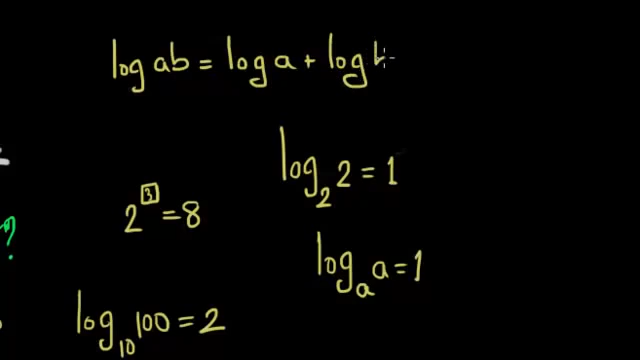 log ab = log a + log b
log₂ 2 = 1
2³ = 8
?
logₐ a = 1
log₁₀ 100 = 2